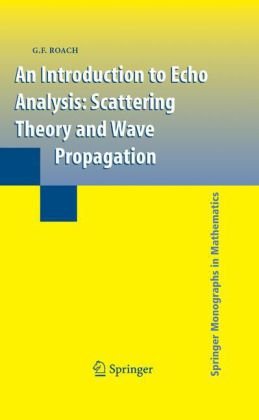 G.F. ROACH
An Introduction to Echo
Analysis: Scattering
Theory and Wave
Propagation
Springer Monographs in Mathematics
Springer